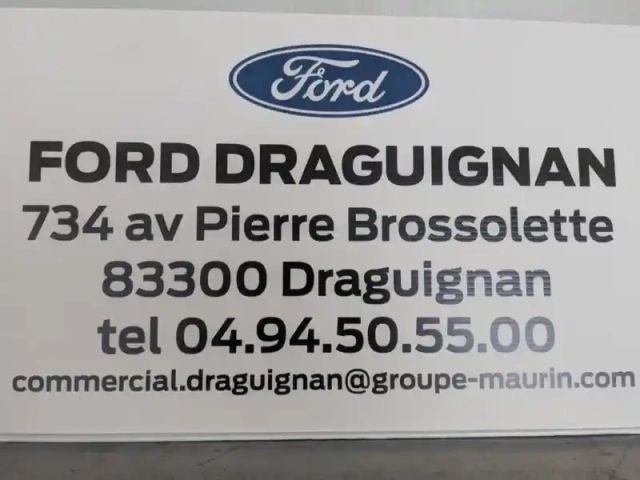 Ford
FORD DRAGUIGNAN
734 av Pierre Brossolette
83300 Draguignan
tel 04.94.50.55.00
commercial.draguignan@groupe-maurin.com